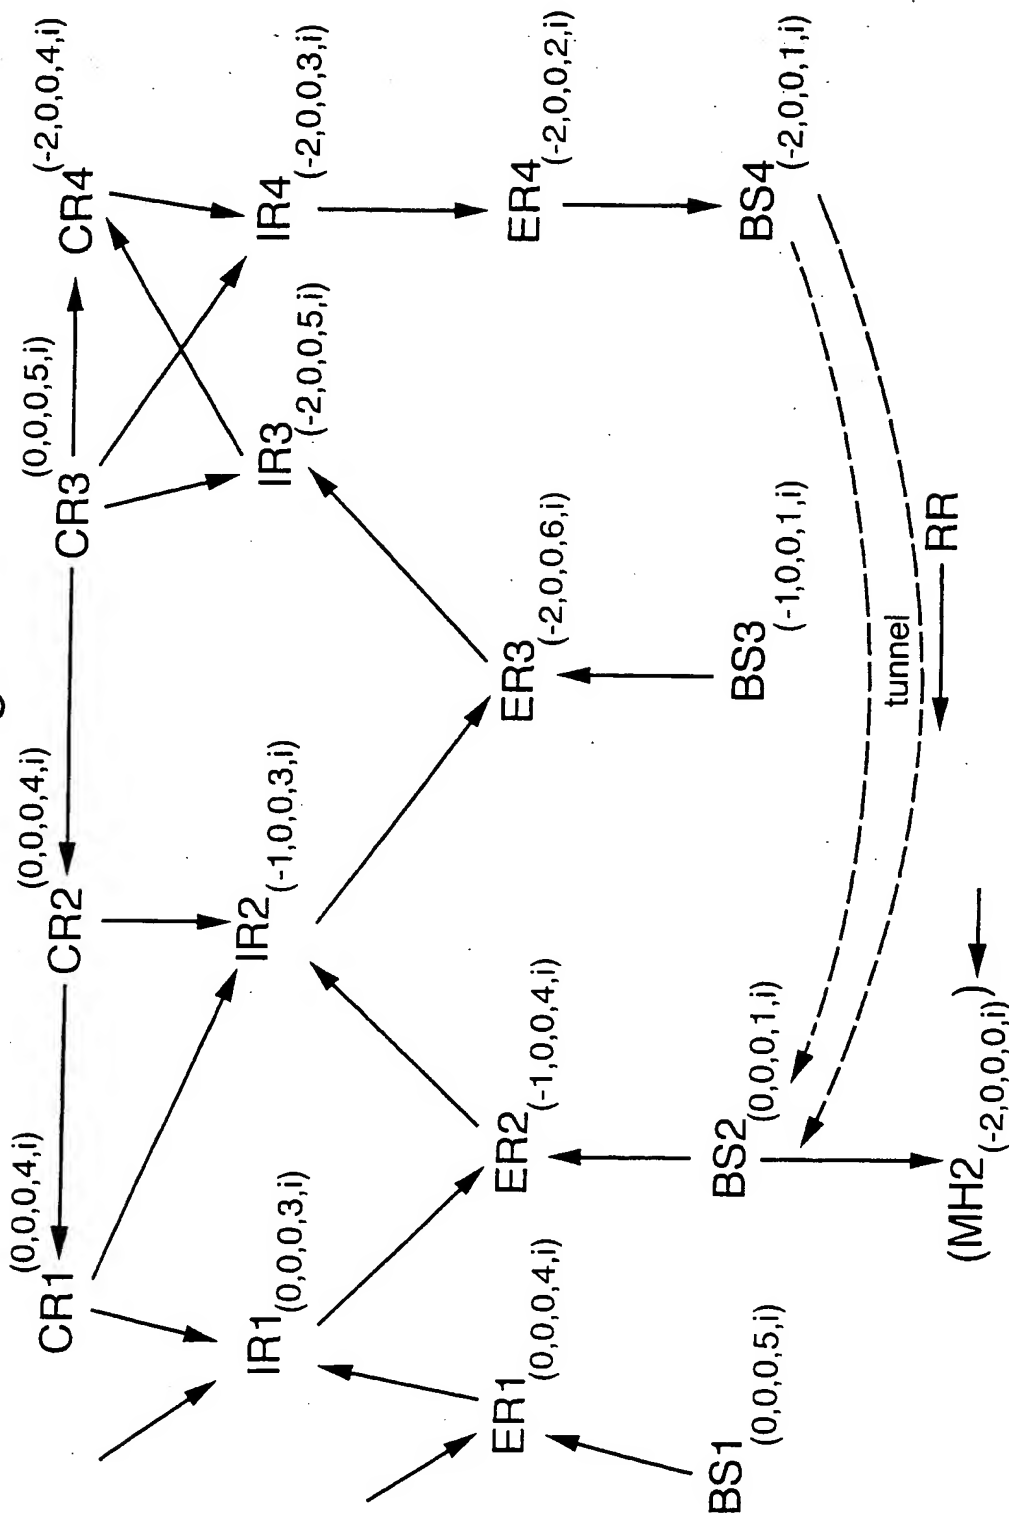 CR1 (0,0,0,4,i)
CR2 (0,0,0,4,i)
CR3 (0,0,0,5,i)
CR4 (-2,0,0,4,i)
IR1 (0,0,0,3,i)
IR2 (-1,0,0,3,i)
IR3 (-2,0,0,5,i)
IR4 (-2,0,0,3,i)
ER1 (0,0,0,4,i)
ER2 (-1,0,0,4,i)
ER3 (-2,0,0,6,i)
ER4 (-2,0,0,2,i)
BS1 (0,0,0,5,i)
BS2 (0,0,0,1,i)
BS3 (-1,0,0,1,i)
BS4 (-2,0,0,1,i)
tunnel
RR
(MH2 (-2,0,0,0,i) )